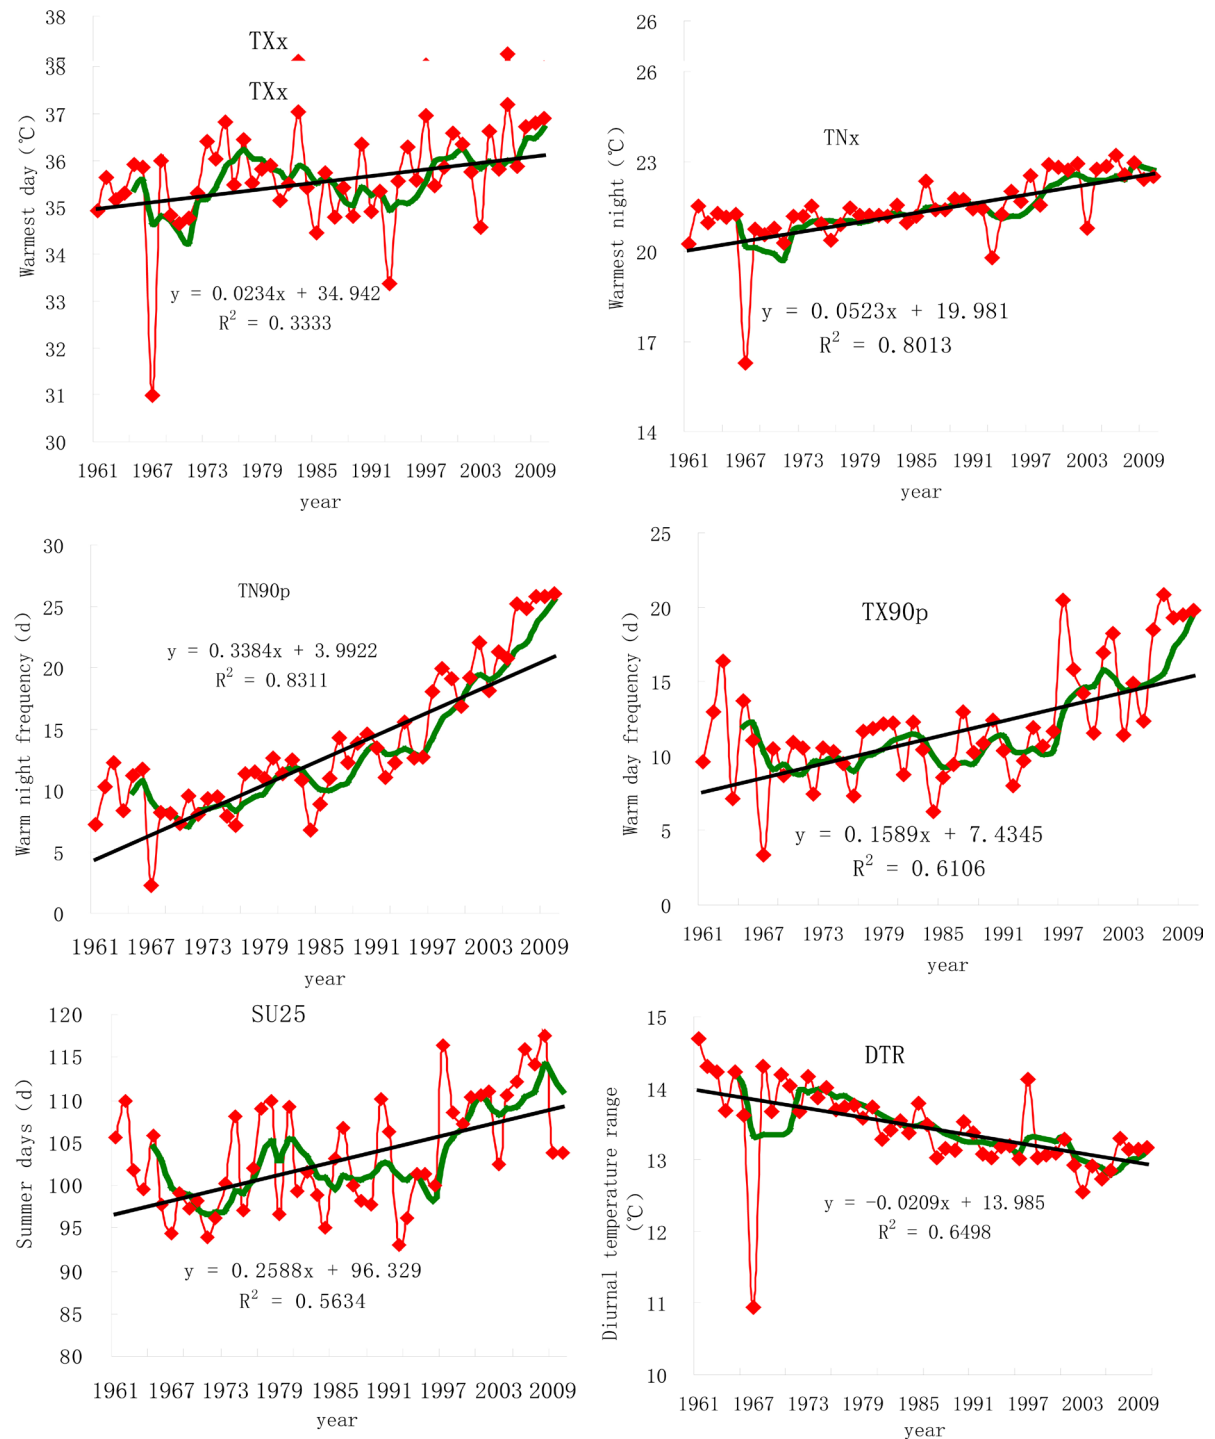 38
TXx
35
38
TXx
37
36
35
34
33
32
31
30
Warmest day (℃)
y = 0.0234x + 34.942
R² = 0.3333
1961 1967 1973 1979 1985 1991 1997 2003 2009
year
26
26
TNx
23
20
17
14
Warmest night (℃)
y = 0.0523x + 19.981
R² = 0.8013
1961 1967 1973 1979 1985 1991 1997 2003 2009
year
30
25
20
15
10
5
0
Warm night frequency (d)
TN90p
y = 0.3384x + 3.9922
R² = 0.8311
1961 1967 1973 1979 1985 1991 1997 2003 2009
year
25
20
15
10
5
0
Warm day frequency (d)
TX90p
y = 0.1589x + 7.4345
R² = 0.6106
1961 1967 1973 1979 1985 1991 1997 2003 2009
year
120
115
110
105
100
95
90
85
80
Summer days (d)
SU25
y = 0.2588x + 96.329
R² = 0.5634
1961 1967 1973 1979 1985 1991 1997 2003 2009
year
15
14
13
12
11
10
Diurnal temperature range
(℃)
DTR
y = -0.0209x + 13.985
R² = 0.6498
1961 1967 1973 1979 1985 1991 1997 2003 2009
year